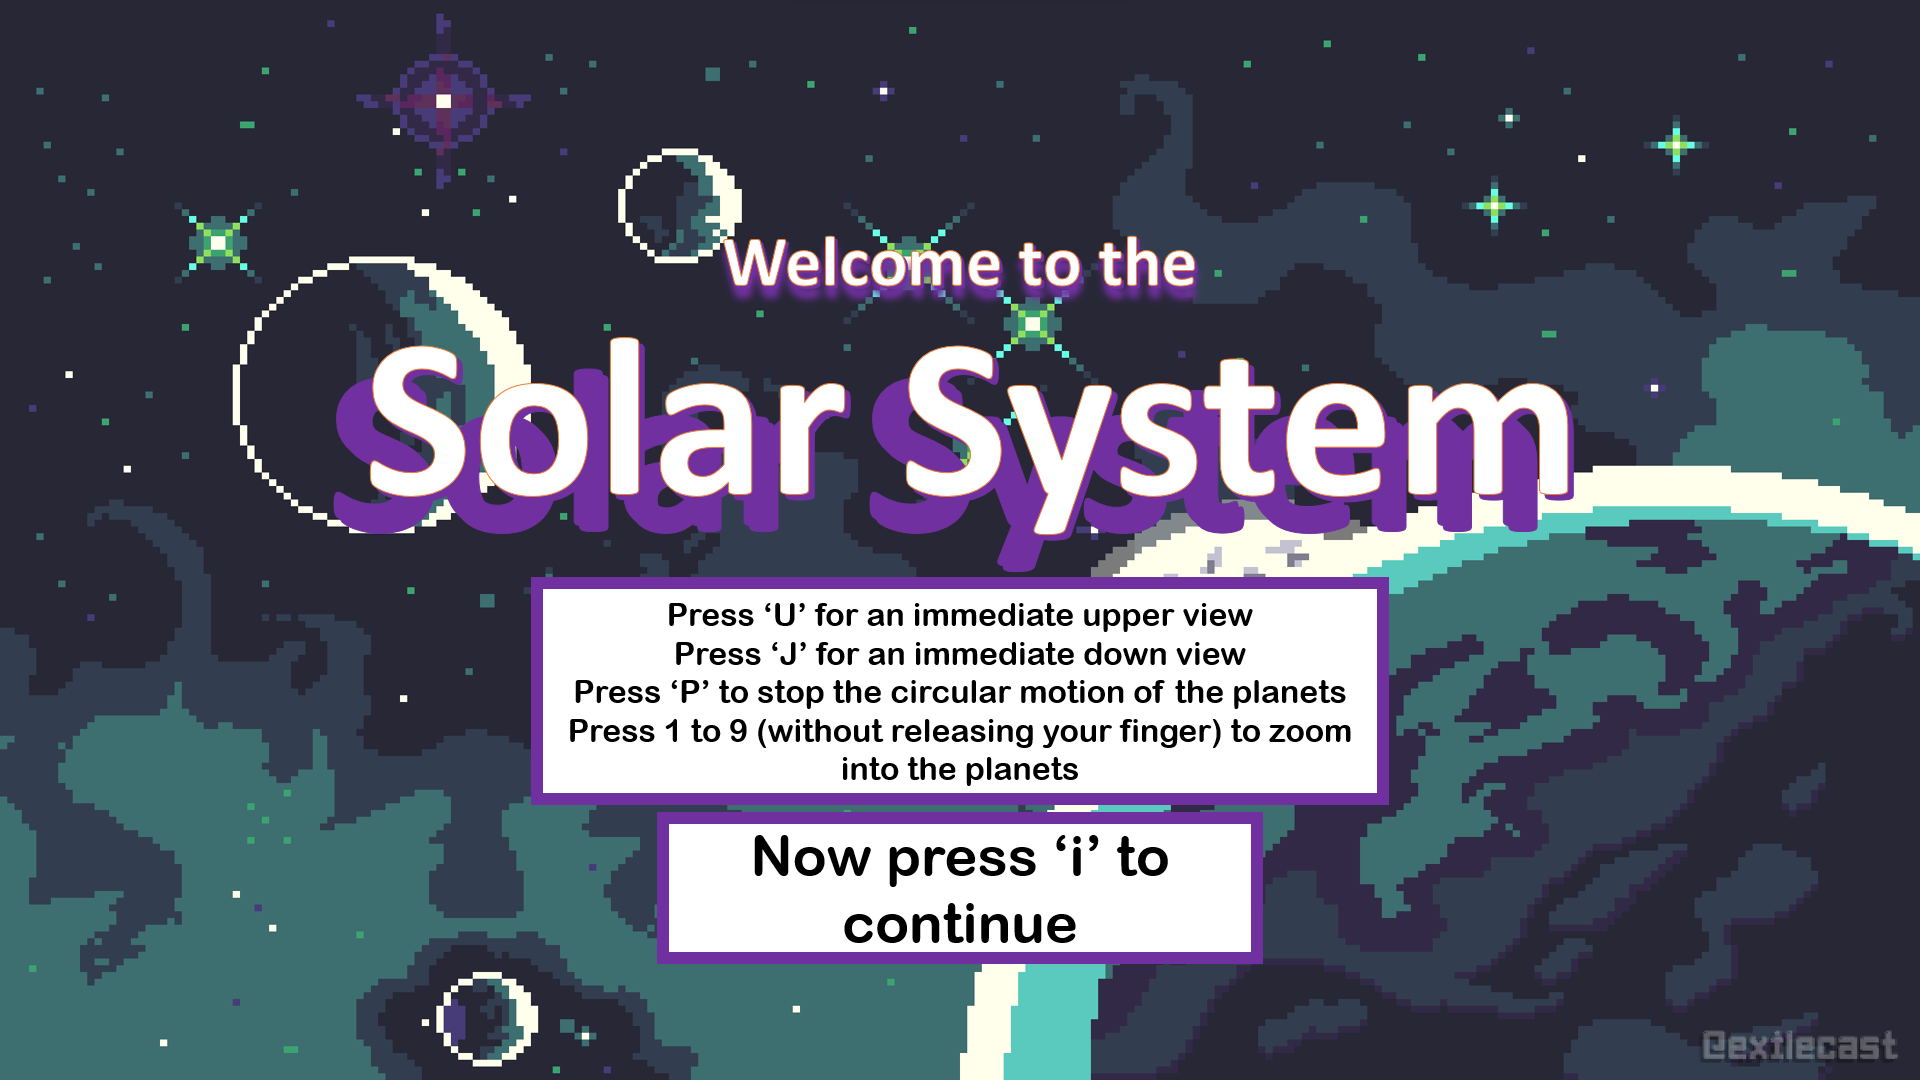 Welcome to the
Solar System
Press ‘U’ for an immediate upper view
Press ‘J’ for an immediate down view
Press ‘P’ to stop the circular motion of the planets
Press 1 to 9 (without releasing your finger) to zoom
into the planets
Now press ‘i’ to
continue
@exilecast